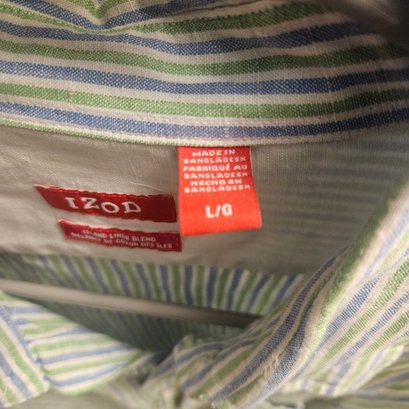 IZOD
ISLAND LINEN BLEND
MÉLANGE DE COTON DES ÎLES
MADE IN
BANGLADESH
FABRIQUÉ AU
BANGLADESH
HECHO EN
BANGLADESH
L/G